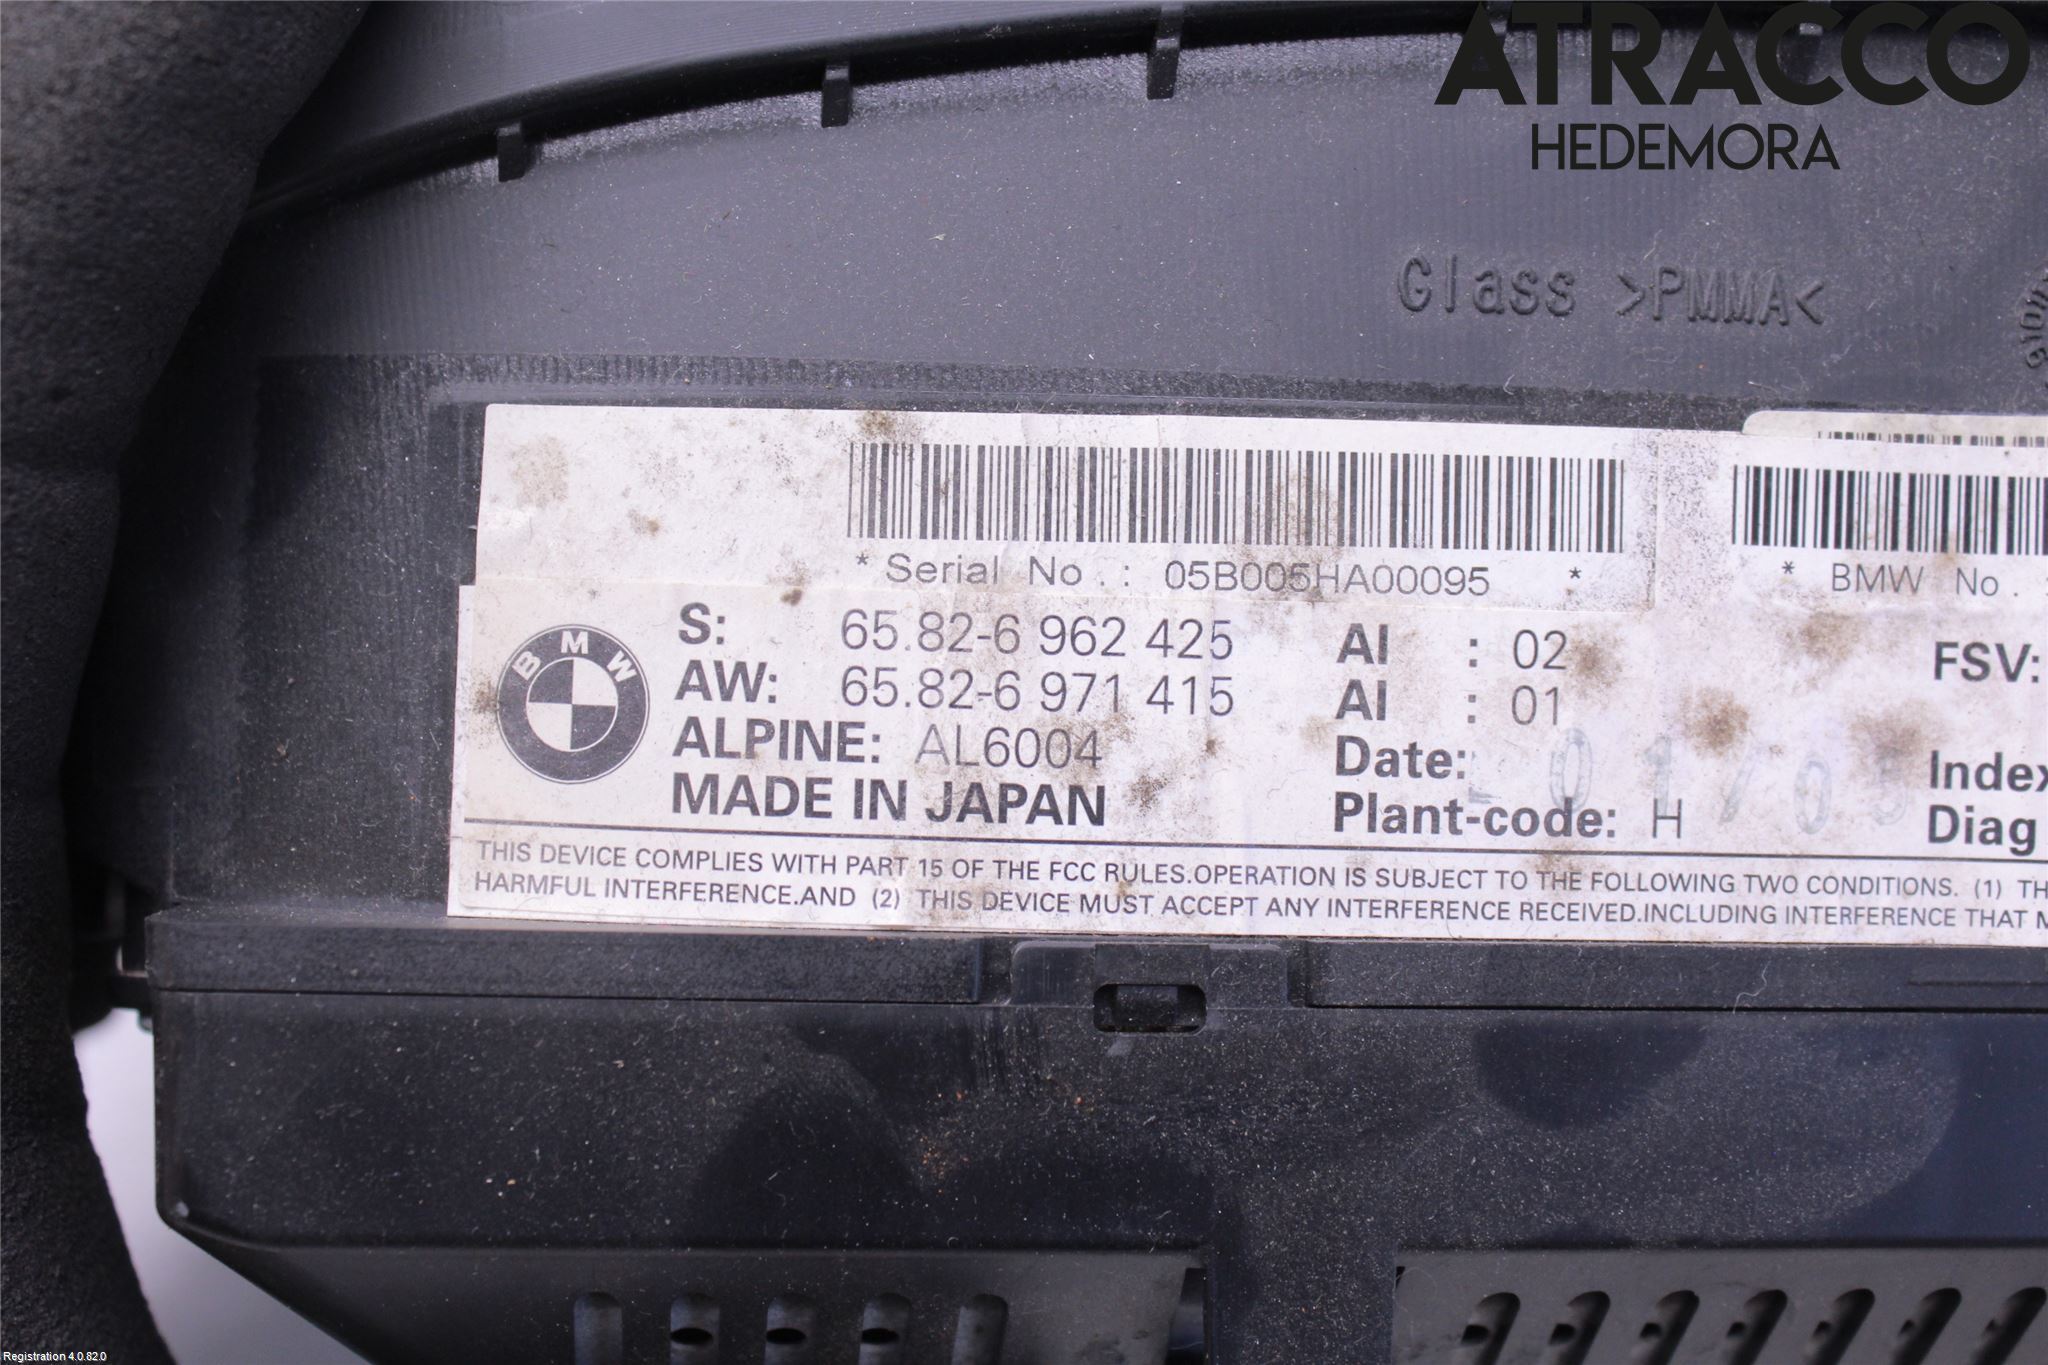 ATRACCO
HEDEMORA
Glass >PMMA<
* Serial No.: 05B005HA00095 *
* BMW No.
BMW
S: 65.82-6 962 425 AI : 02
AW: 65.82-6 971 415 AI : 01
FSV:
ALPINE: AL6004 Date: 01/05
MADE IN JAPAN Plant-code: H
Index
Diag
THIS DEVICE COMPLIES WITH PART 15 OF THE FCC RULES.OPERATION IS SUBJECT TO THE FOLLOWING TWO CONDITIONS. (1)
HARMFUL INTERFERENCE.AND (2) THIS DEVICE MUST ACCEPT ANY INTERFERENCE RECEIVED.INCLUDING INTERFERENCE THAT
Registration 4.0.82.0